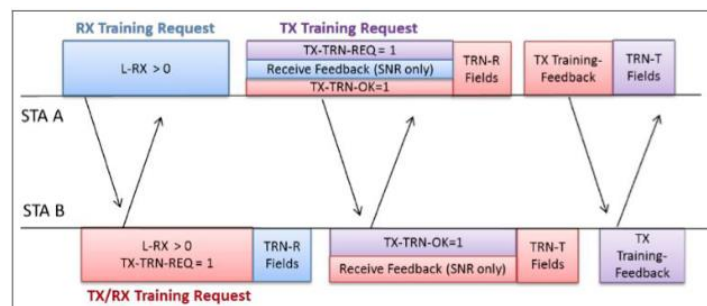 RX Training Request
TX Training Request
L-RX > 0
TX-TRN-REQ = 1
Receive Feedback (SNR only)
TX-TRN-OK=1
TRN-R
Fields
TX Training-
Feedback
TRN-T
Fields
STA A
STA B
L-RX > 0
TX-TRN-REQ = 1
TRN-R
Fields
TX-TRN-OK=1
Receive Feedback (SNR only)
TRN-T
Fields
TX
Training-
Feedback
TX/RX Training Request